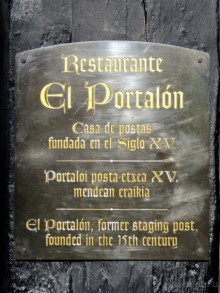 Restaurante
El Portalón
Casa de postas
fundada en el Siglo XV
Portaloi posta-etxea XV.
mendean eraikia
El Portalón, former staging post,
founded in the 15th century